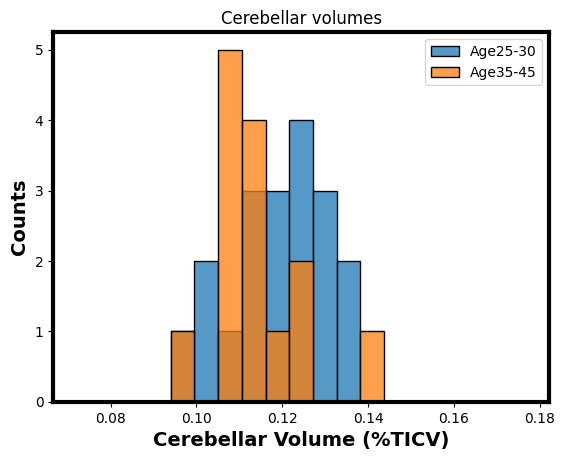 Cerebellar volumes
Age25-30
Age35-45
5
4
3
2
1
0
Counts
0.08 0.10 0.12 0.14 0.16 0.18
Cerebellar Volume (%TICV)